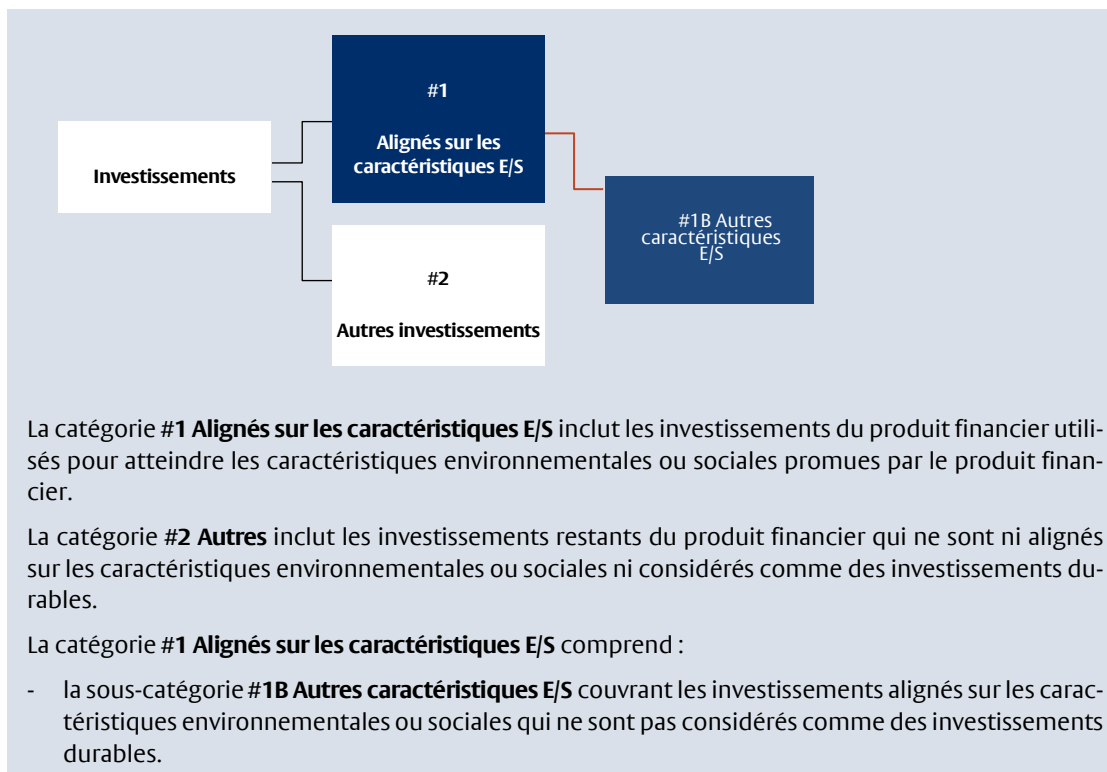 #1
Alignés sur les
caractéristiques E/S
Investissements
#1B Autres
caractéristiques
E/S
#2
Autres investissements
La catégorie #1 Alignés sur les caractéristiques E/S inclut les investissements du produit financier utili-
sés pour atteindre les caractéristiques environnementales ou sociales promues par le produit finan-
cier.
La catégorie #2 Autres inclut les investissements restants du produit financier qui ne sont ni alignés
sur les caractéristiques environnementales ou sociales ni considérés comme des investissements du-
rables.
La catégorie #1 Alignés sur les caractéristiques E/S comprend :
- la sous-catégorie #1B Autres caractéristiques E/S couvrant les investissements alignés sur les carac-
téristiques environnementales ou sociales qui ne sont pas considérés comme des investissements
durables.